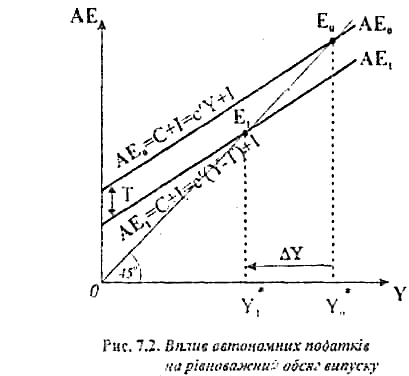 AE
E₀
AE₀
AE₁
E₁
AE₀=C+I=c'Y+I
T
AE₁=C+I=c'(Y-T)+I
45°
ΔY
0
Y₁*
Y₀*
Y
Рис. 7.2. Вплив автономних податків
на рівноважний обсяг випуску